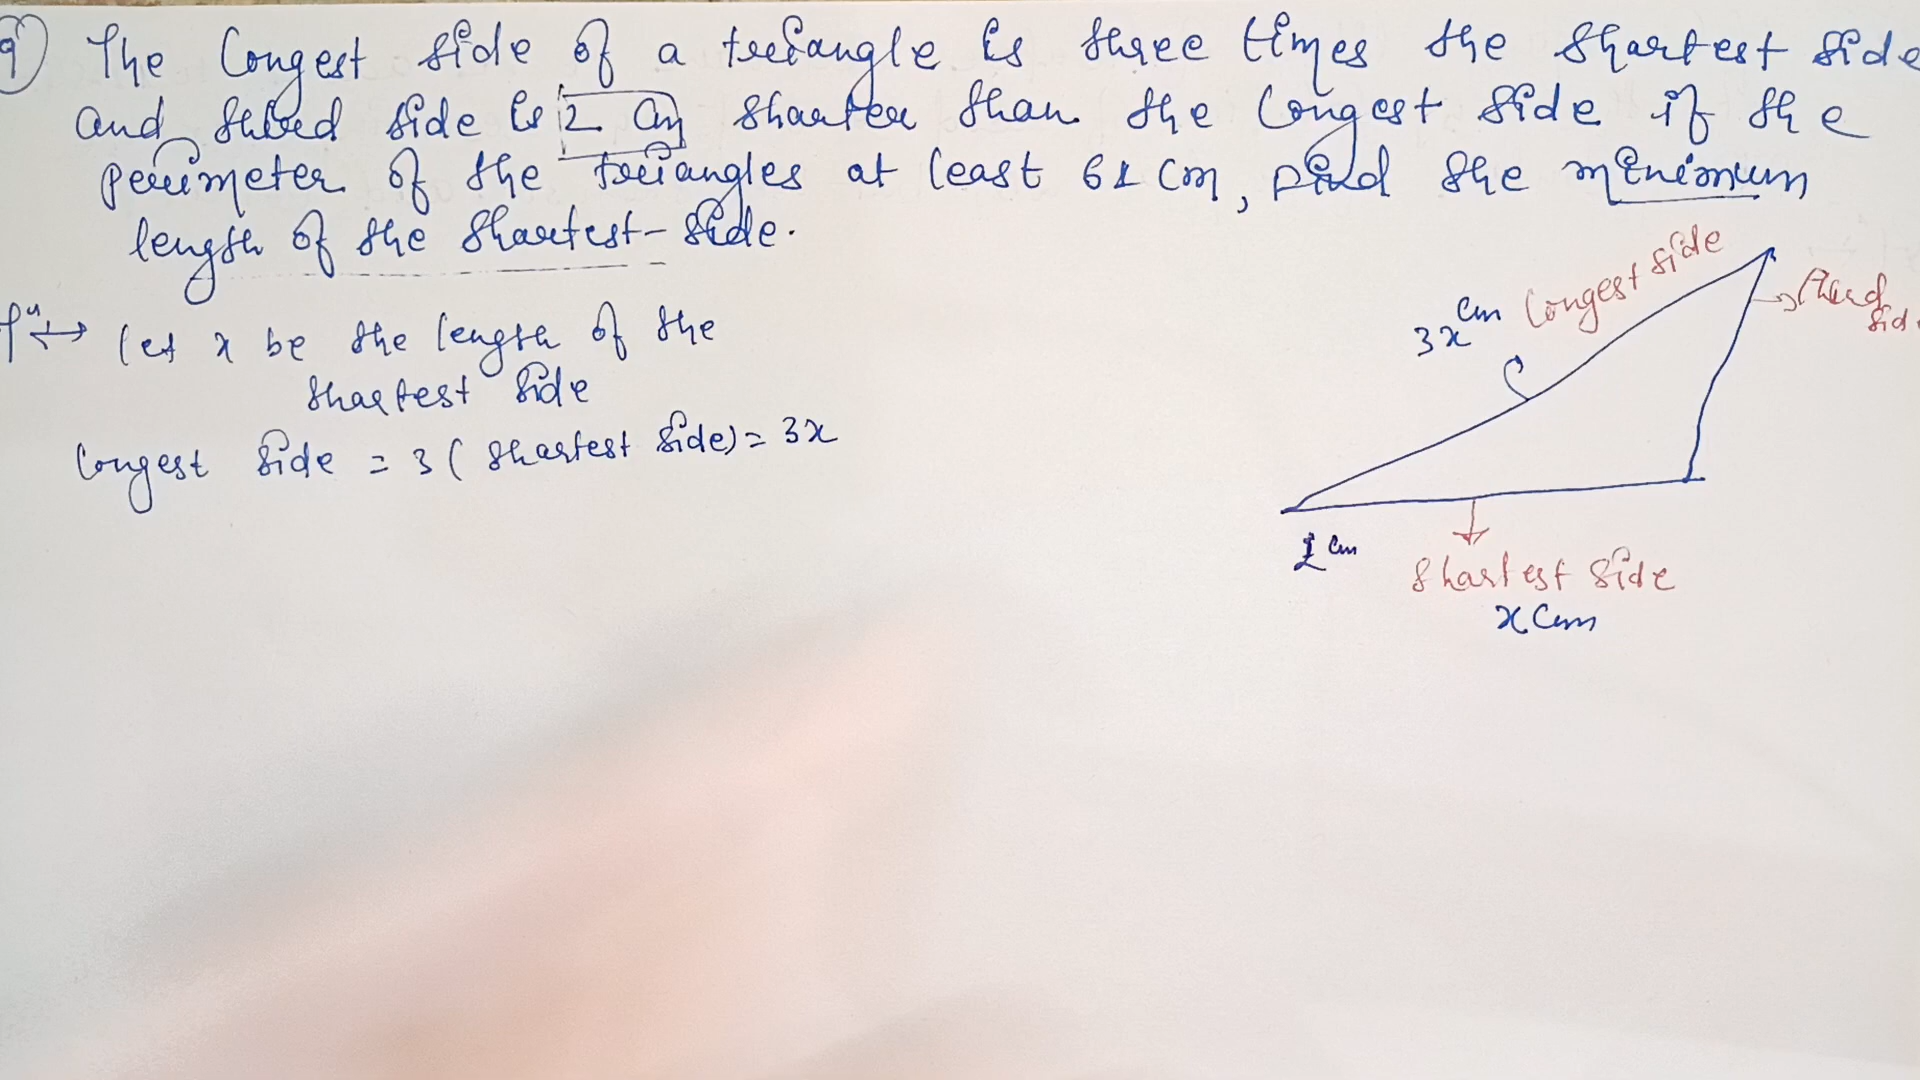 9) The longest side of a triangle is three times the shortest side
and third side is 2 cm shorter than the longest side if the
perimeter of the triangles at least 61 cm, find the minimum
length of the shortest side.
let x be the length of the
shortest side
longest side = 3 (shortest side) = 3x
3x cm longest side
third side
1 cm
shortest side
x cm